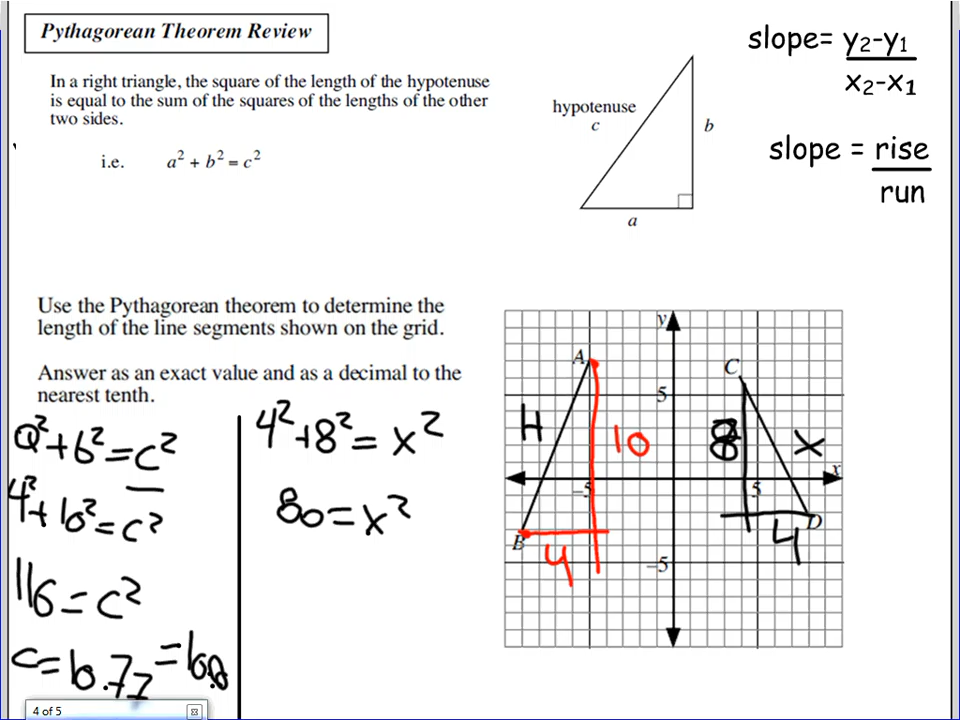 Pythagorean Theorem Review
In a right triangle, the square of the length of the hypotenuse
is equal to the sum of the squares of the lengths of the other
two sides.
i.e. a² + b² = c²
hypotenuse
c
b
a
slope= y₂-y₁
x₂-x₁
slope = rise
run
Use the Pythagorean theorem to determine the
length of the line segments shown on the grid.
Answer as an exact value and as a decimal to the
nearest tenth.
a²+b²=c²
4²+10²=c²
116=c²
c=10.77=10.8
4²+8²=x²
80=x²
y
A
C
5
H
10
8
x
x
-5
5
B
D
4
4
-5
4 of 5